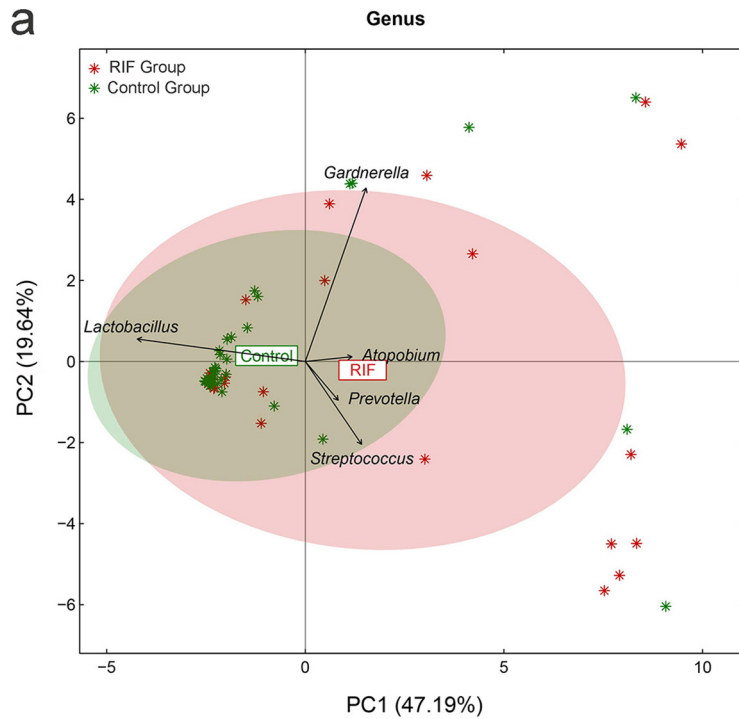 a
Genus
RIF Group
Control Group
Gardnerella
Lactobacillus
Control
Atopobium
RIF
Prevotella
Streptococcus
6
4
2
0
−2
−4
−6
PC2 (19.64%)
−5
0
5
10
PC1 (47.19%)